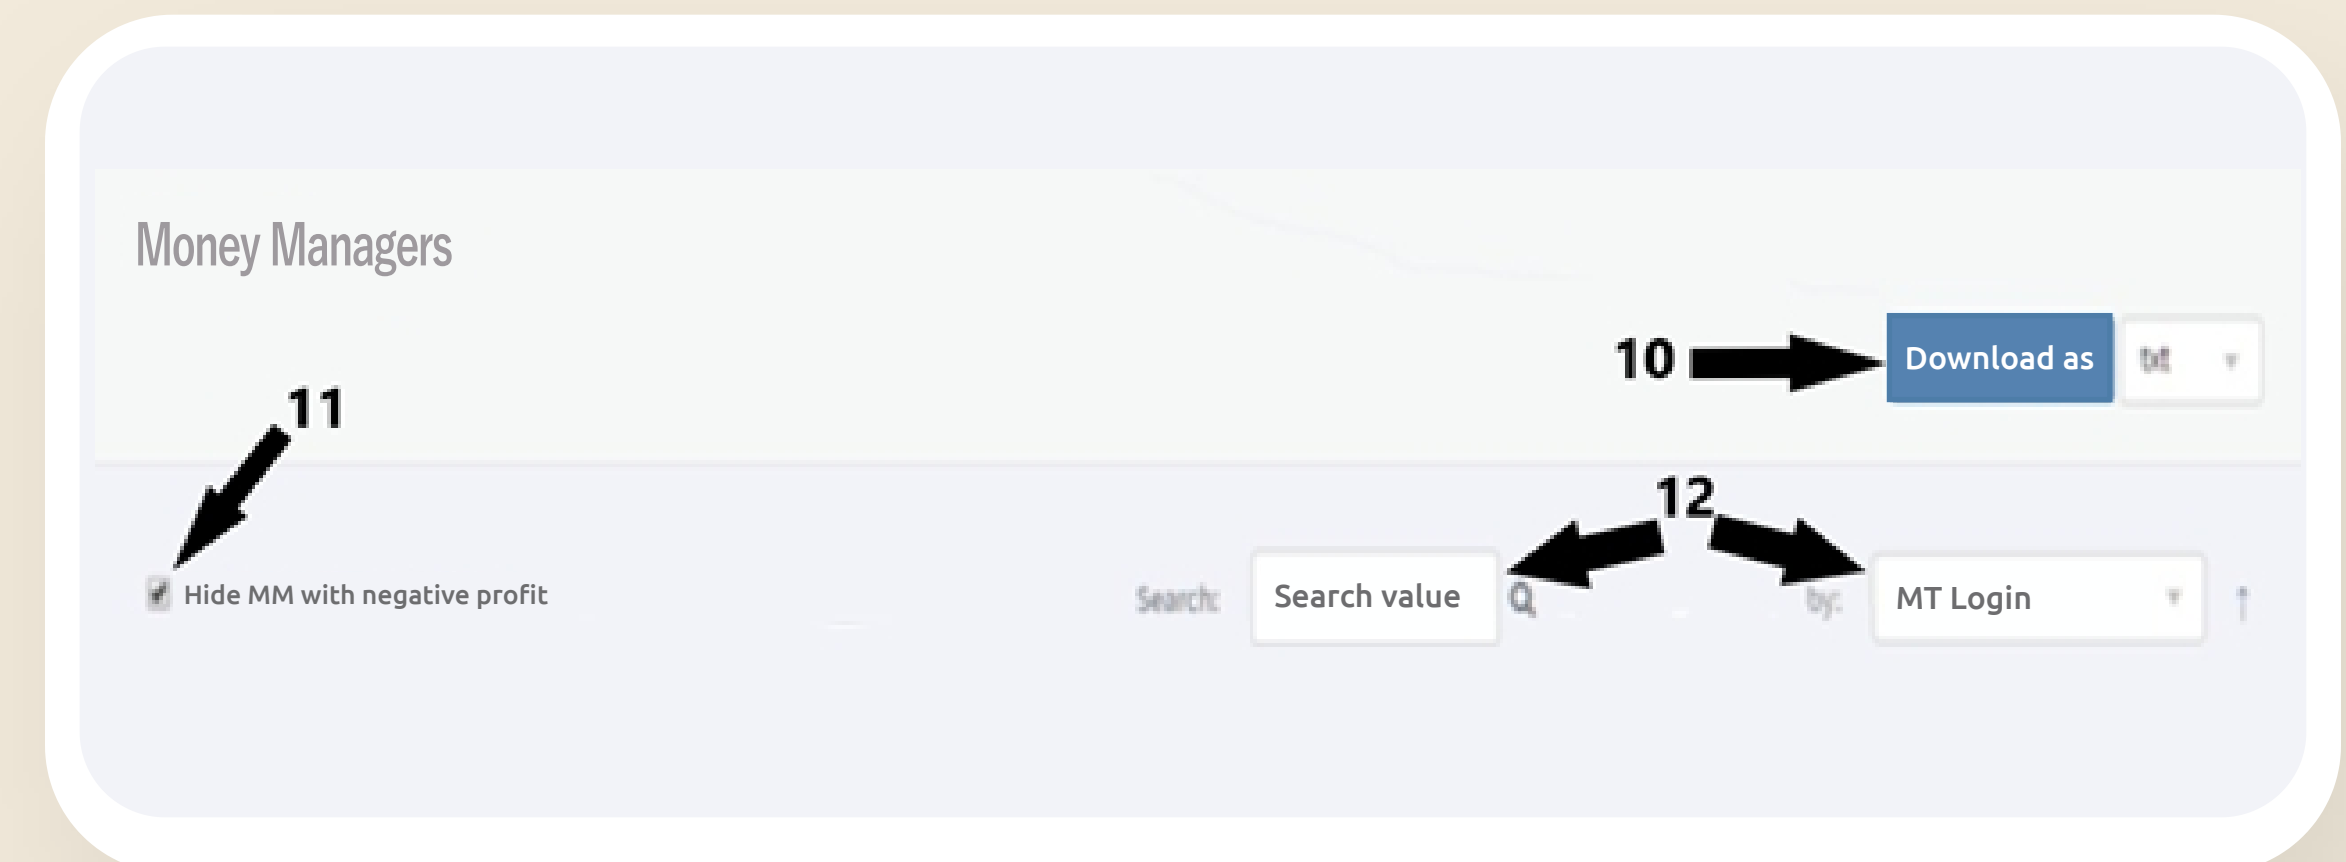 Money Managers
10 Download as txt
11
12
Hide MM with negative profit Search: Search value by: MT Login